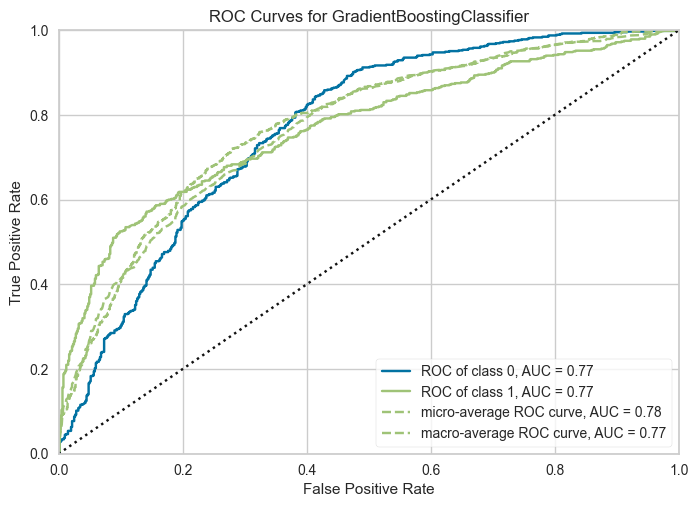 ROC Curves for GradientBoostingClassifier
1.0
0.8
0.6
0.4
0.2
0.0
True Positive Rate
ROC of class 0, AUC = 0.77
ROC of class 1, AUC = 0.77
micro-average ROC curve, AUC = 0.78
macro-average ROC curve, AUC = 0.77
0.0 0.2 0.4 0.6 0.8 1.0
False Positive Rate